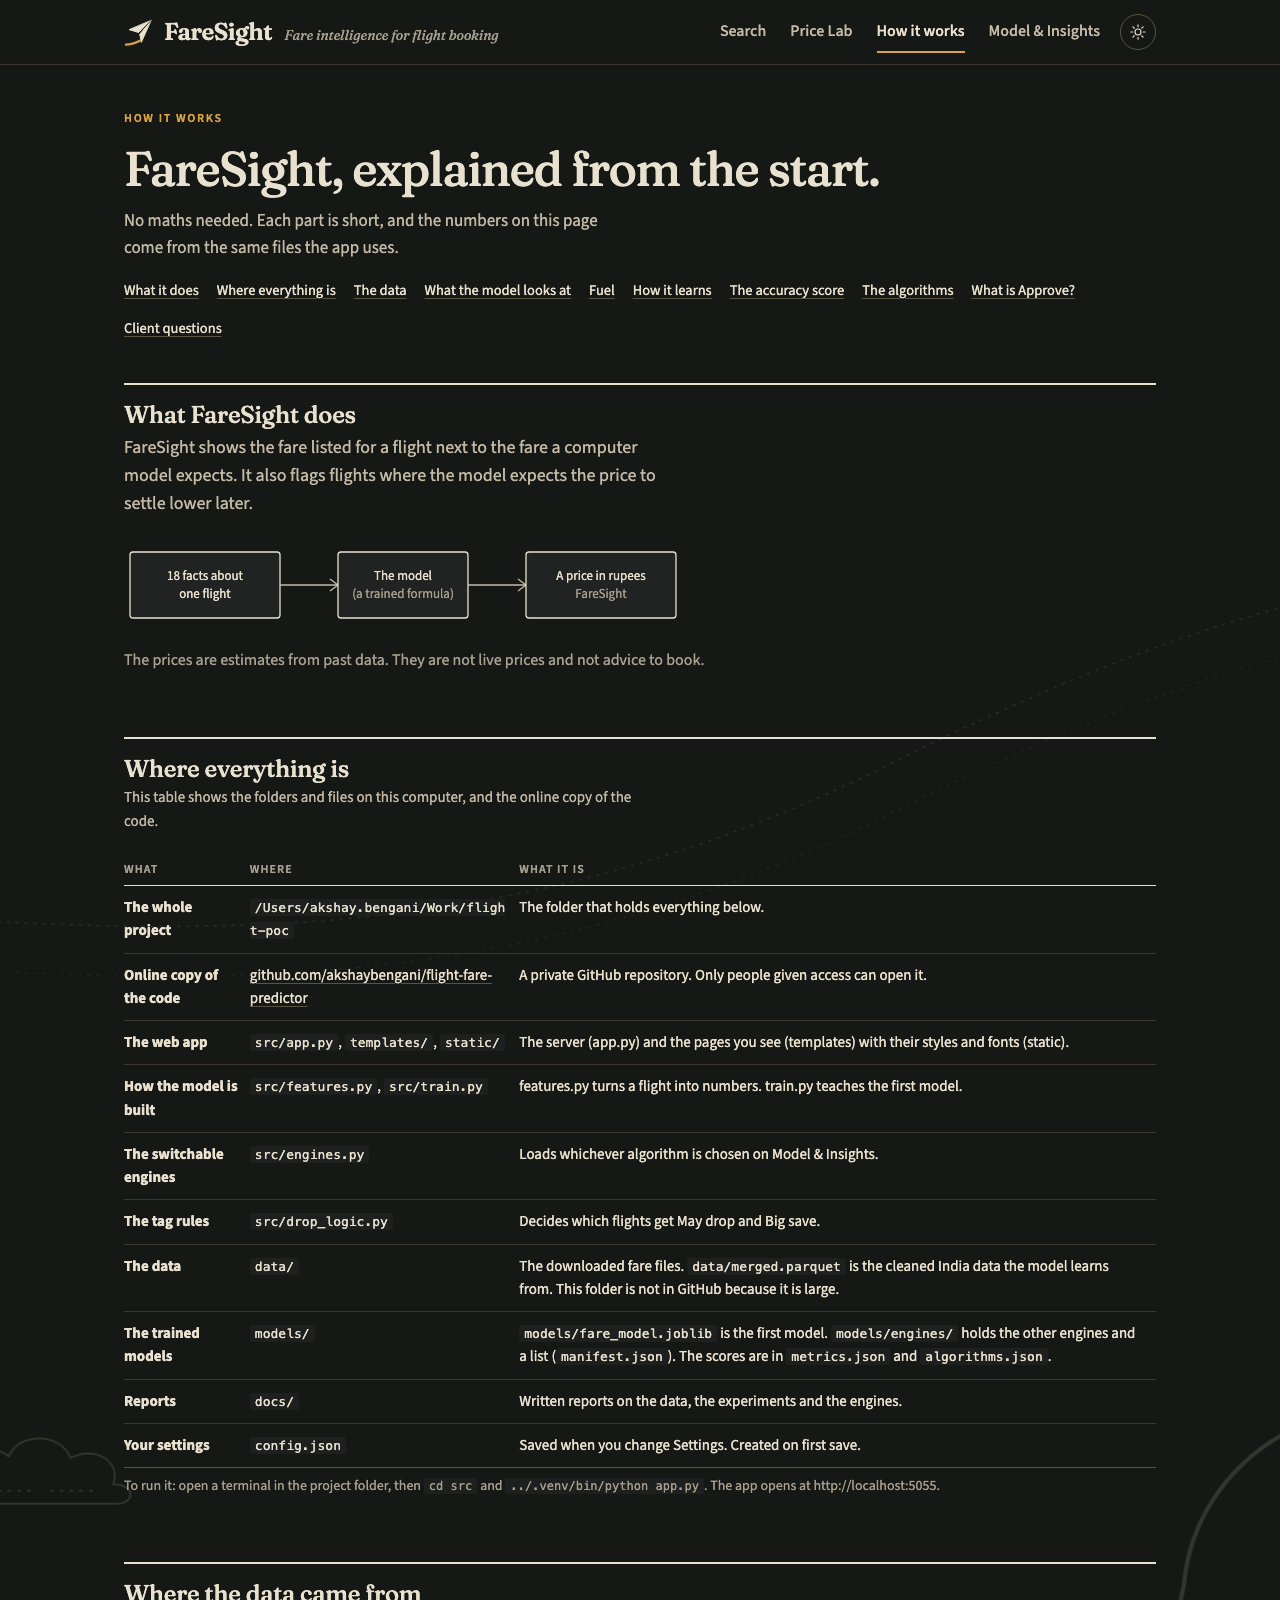 FareSight Fare intelligence for flight booking Search Price Lab How it works Model & Insights
HOW IT WORKS
FareSight, explained from the start.
No maths needed. Each part is short, and the numbers on this page
come from the same files the app uses.
What it does Where everything is The data What the model looks at Fuel How it learns The accuracy score The algorithms What is Approve?
Client questions
What FareSight does
FareSight shows the fare listed for a flight next to the fare a computer
model expects. It also flags flights where the model expects the price to
settle lower later.
18 facts about
one flight
The model
(a trained formula)
A price in rupees
FareSight
The prices are estimates from past data. They are not live prices and not advice to book.
Where everything is
This table shows the folders and files on this computer, and the online copy of the
code.
WHAT WHERE WHAT IT IS
The whole
project
/Users/akshay.bengani/Work/fligh
t-poc
The folder that holds everything below.
Online copy of
the code
github.com/akshaybengani/flight-fare-
predictor
A private GitHub repository. Only people given access can open it.
The web app src/app.py, templates/, static/ The server (app.py) and the pages you see (templates) with their styles and fonts (static).
How the model is
built
src/features.py, src/train.py
features.py turns a flight into numbers. train.py teaches the first model.
The switchable
engines
src/engines.py
Loads whichever algorithm is chosen on Model & Insights.
The tag rules src/drop_logic.py Decides which flights get May drop and Big save.
The data data/
The downloaded fare files. data/merged.parquet is the cleaned India data the model learns
from. This folder is not in GitHub because it is large.
The trained
models
models/
models/fare_model.joblib is the first model. models/engines/ holds the other engines and
a list ( manifest.json ). The scores are in metrics.json and algorithms.json .
Reports docs/ Written reports on the data, the experiments and the engines.
Your settings config.json Saved when you change Settings. Created on first save.
To run it: open a terminal in the project folder, then cd src and ../.venv/bin/python app.py . The app opens at http://localhost:5055.
Where the data came from